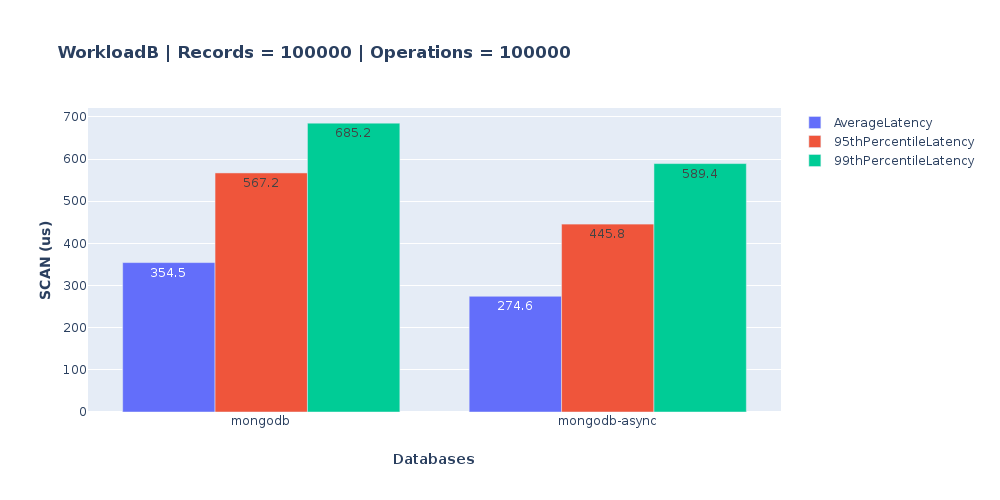 WorkloadB | Records = 100000 | Operations = 100000
SCAN (us)
700
600
500
400
300
200
100
0
354.5
567.2
685.2
274.6
445.8
589.4
mongodb
mongodb-async
Databases
AverageLatency
95thPercentileLatency
99thPercentileLatency